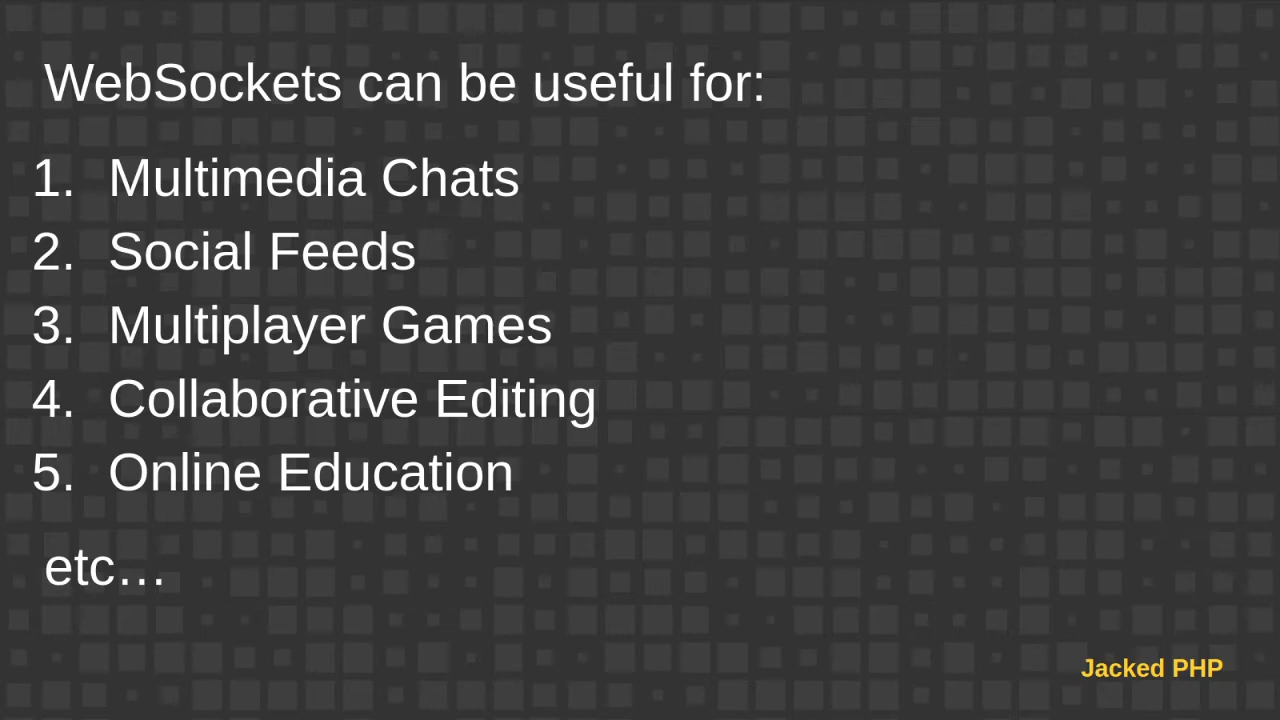 WebSockets can be useful for:
1. Multimedia Chats
2. Social Feeds
3. Multiplayer Games
4. Collaborative Editing
5. Online Education
etc…
Jacked PHP